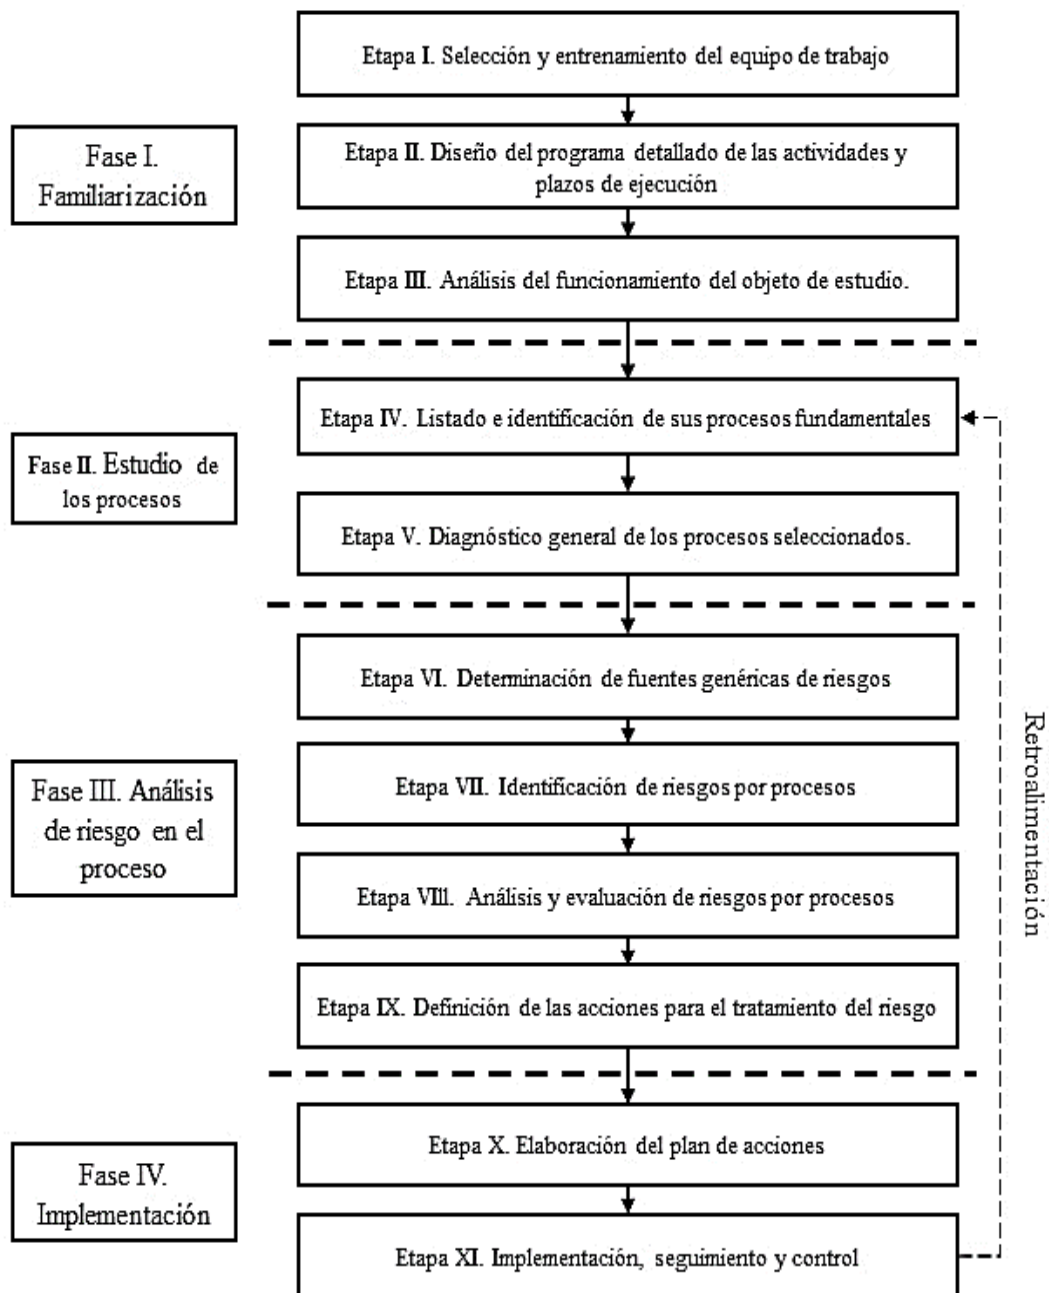 Etapa I. Selección y entrenamiento del equipo de trabajo
Fase I.
Familiarización
Etapa II. Diseño del programa detallado de las actividades y
plazos de ejecución
Etapa III. Análisis del funcionamiento del objeto de estudio.
Fase II. Estudio de
los procesos
Etapa IV. Listado e identificación de sus procesos fundamentales
Etapa V. Diagnóstico general de los procesos seleccionados.
Fase III. Análisis
de riesgo en el
proceso
Etapa VI. Determinación de fuentes genéricas de riesgos
Etapa VII. Identificación de riesgos por procesos
Etapa VIII. Análisis y evaluación de riesgos por procesos
Etapa IX. Definición de las acciones para el tratamiento del riesgo
Retroalimentación
Fase IV.
Implementación
Etapa X. Elaboración del plan de acciones
Etapa XI. Implementación, seguimiento y control